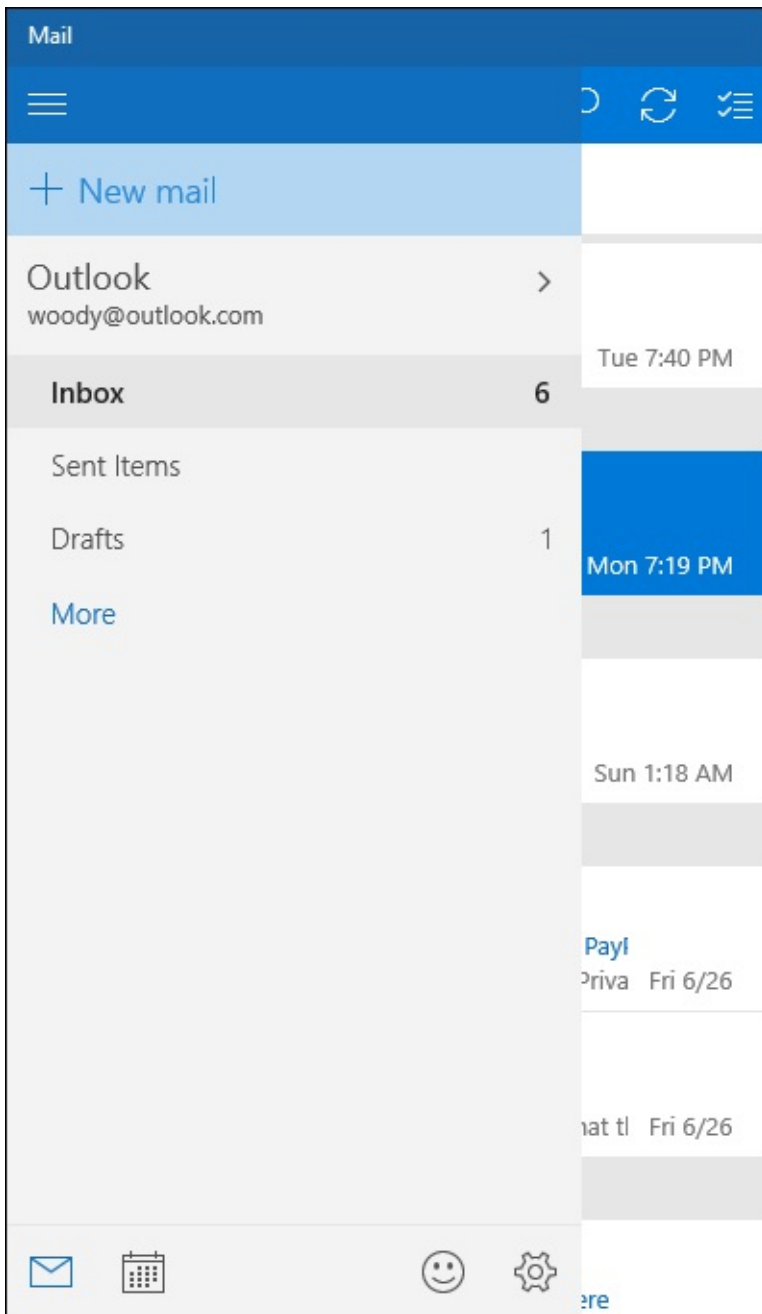 Mail
+ New mail
Outlook
woody@outlook.com
Inbox 6
Sent Items
Drafts 1
More
Tue 7:40 PM
Mon 7:19 PM
Sun 1:18 AM
Fri 6/26
Fri 6/26